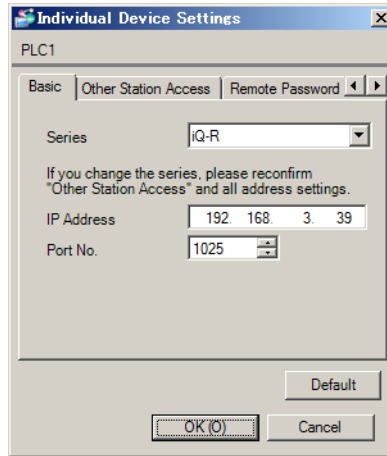 Individual Device Settings
PLC1
Basic
Other Station Access
Remote Password
Series
iQ-R
If you change the series, please reconfirm
"Other Station Access" and all address settings.
IP Address
192. 168. 3. 39
Port No.
1025
Default
OK (O)
Cancel